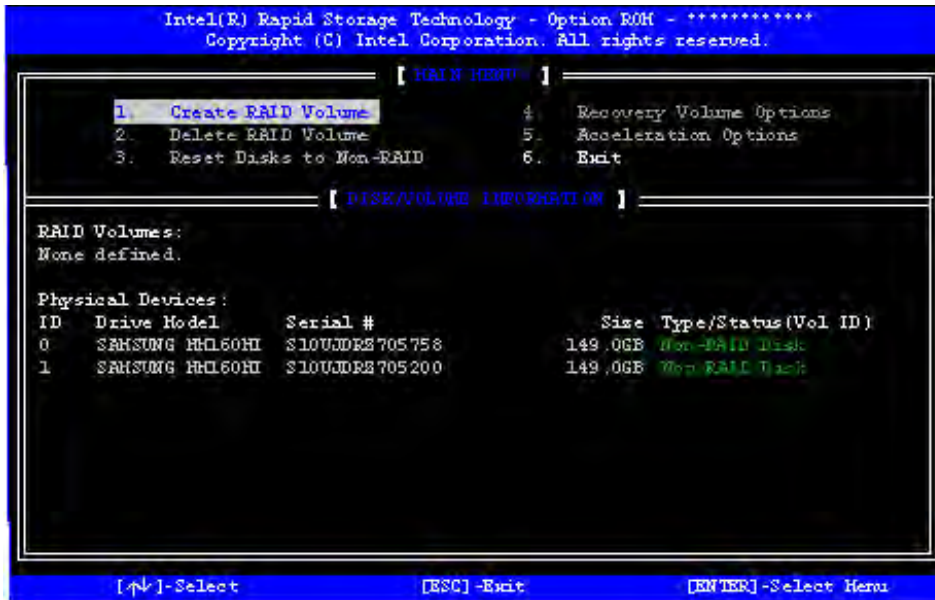 Intel(R) Rapid Storage Technology - Option ROM - ************
Copyright (C) Intel Corporation. All rights reserved.
[ MAIN MENU ]
1. Create RAID Volume
2. Delete RAID Volume
3. Reset Disks to Non-RAID
4. Recovery Volume Options
5. Acceleration Options
6. Exit
[ DISK/VOLUME INFORMATION ]
RAID Volumes:
None defined.
Physical Devices:
ID Drive Model Serial # Size Type/Status(Vol ID)
0 SAMSUNG HM160HI 149.0GB Non-RAID Disk
1 SAMSUNG HM160HI 149.0GB Non-RAID Disk
[↑↓]-Select [ESC]-Exit [ENTER]-Select Menu